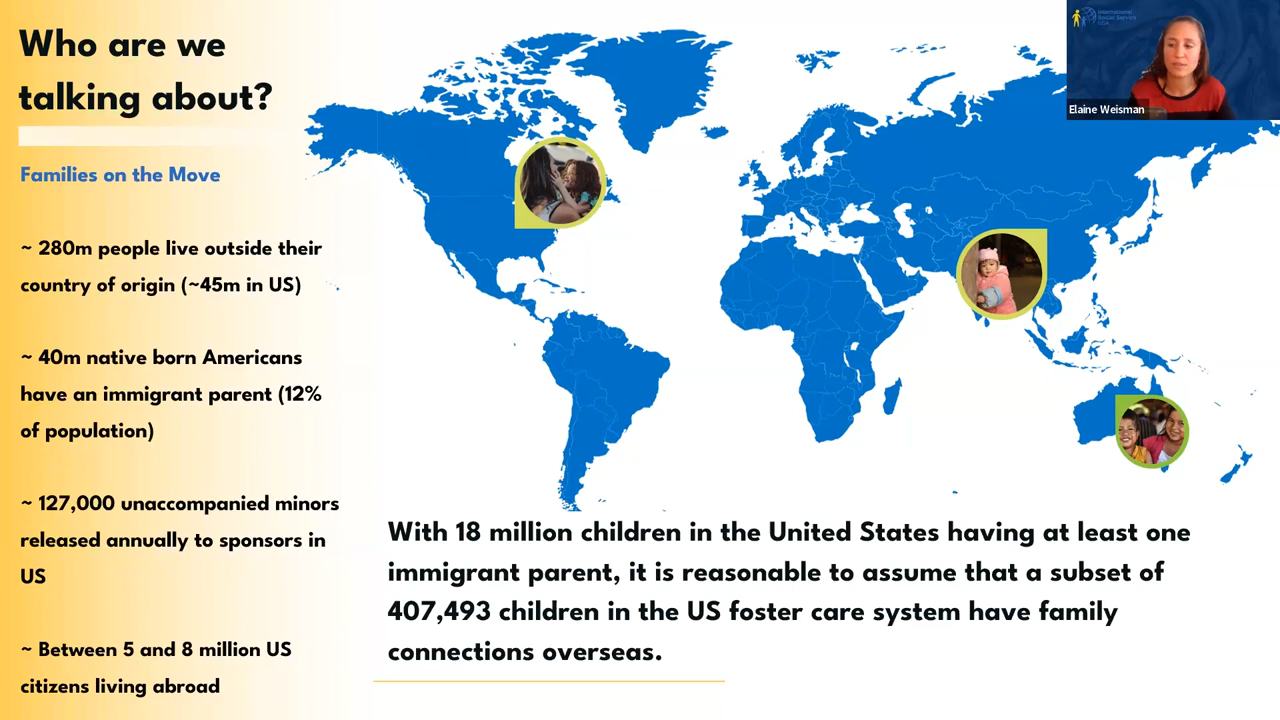 Who are we
talking about?
Families on the Move
~ 280m people live outside their
country of origin (~45m in US)
~ 40m native born Americans
have an immigrant parent (12%
of population)
~ 127,000 unaccompanied minors
released annually to sponsors in
US
~ Between 5 and 8 million US
citizens living abroad
With 18 million children in the United States having at least one
immigrant parent, it is reasonable to assume that a subset of
407,493 children in the US foster care system have family
connections overseas.
International
Social Service
USA
Elaine Weisman